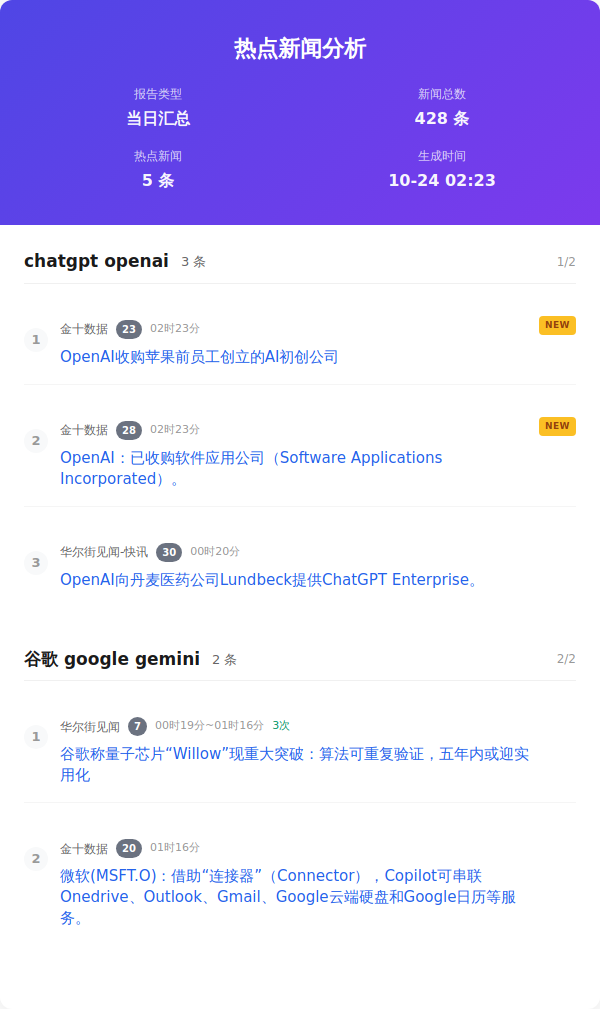 热点新闻分析
报告类型
新闻总数
当日汇总
428 条
热点新闻
生成时间
5 条
10-24 02:23
chatgpt openai 3 条 1/2
1
金十数据 23 02时23分 NEW
OpenAI收购苹果前员工创立的AI初创公司
2
金十数据 28 02时23分 NEW
OpenAI：已收购软件应用公司（Software Applications
Incorporated）。
3
华尔街见闻-快讯 30 00时20分
OpenAI向丹麦医药公司Lundbeck提供ChatGPT Enterprise。
谷歌 google gemini 2 条 2/2
1
华尔街见闻 7 00时19分~01时16分 3次
谷歌称量子芯片“Willow”现重大突破：算法可重复验证，五年内或迎实
用化
2
金十数据 20 01时16分
微软(MSFT.O)：借助“连接器”（Connector），Copilot可串联
Onedrive、Outlook、Gmail、Google云端硬盘和Google日历等服
务。